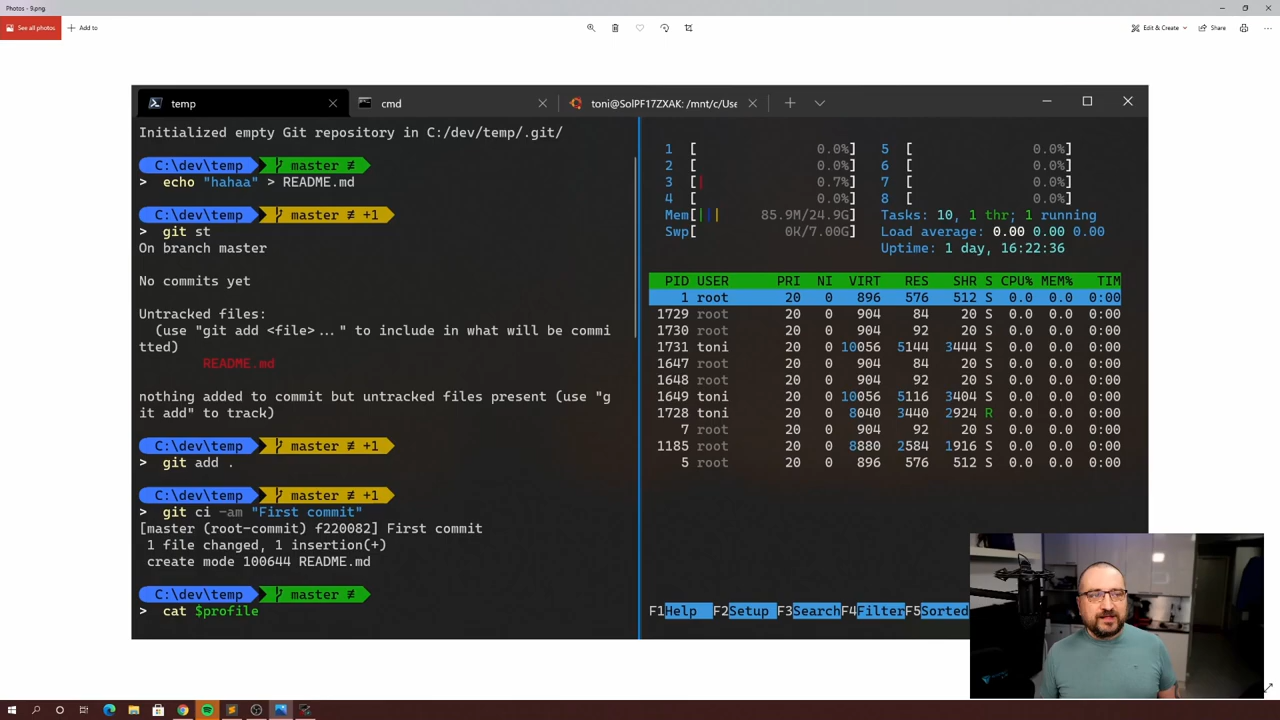 Photos - 9.png
See all photos
Add to
Edit & Create
Share
temp
cmd
toni@SolPF17ZXAK: /mnt/c/Use
Initialized empty Git repository in C:/dev/temp/.git/
C:\dev\temp master ≢
> echo "hahaa" > README.md
C:\dev\temp master ≢ +1
> git st
On branch master
No commits yet
Untracked files:
(use "git add <file>..." to include in what will be commi
tted)
README.md
nothing added to commit but untracked files present (use "g
it add" to track)
C:\dev\temp master ≢ +1
> git add .
C:\dev\temp master ≢ +1
> git ci -am "First commit"
[master (root-commit) f220082] First commit
1 file changed, 1 insertion(+)
create mode 100644 README.md
C:\dev\temp master ≢
> cat $profile
1 [ 0.0%] 5 [ 0.0%]
2 [ 0.0%] 6 [ 0.0%]
3 [| 0.7%] 7 [ 0.0%]
4 [ 0.0%] 8 [ 0.0%]
Mem[||| 85.9M/24.9G] Tasks: 10, 1 thr; 1 running
Swp[ 0K/7.00G] Load average: 0.00 0.00 0.00
Uptime: 1 day, 16:22:36
PID USER PRI NI VIRT RES SHR S CPU% MEM% TIM
1 root 20 0 896 576 512 S 0.0 0.0 0:00
1729 root 20 0 904 84 20 S 0.0 0.0 0:00
1730 root 20 0 904 92 20 S 0.0 0.0 0:00
1731 toni 20 0 10056 5144 3444 S 0.0 0.0 0:00
1647 root 20 0 904 84 20 S 0.0 0.0 0:00
1648 root 20 0 904 92 20 S 0.0 0.0 0:00
1649 toni 20 0 10056 5116 3404 S 0.0 0.0 0:00
1728 toni 20 0 8040 3440 2924 R 0.0 0.0 0:00
7 root 20 0 904 92 20 S 0.0 0.0 0:00
1185 root 20 0 8880 2584 1916 S 0.0 0.0 0:00
5 root 20 0 896 576 512 S 0.0 0.0 0:00
F1Help F2Setup F3SearchF4FilterF5Sorted